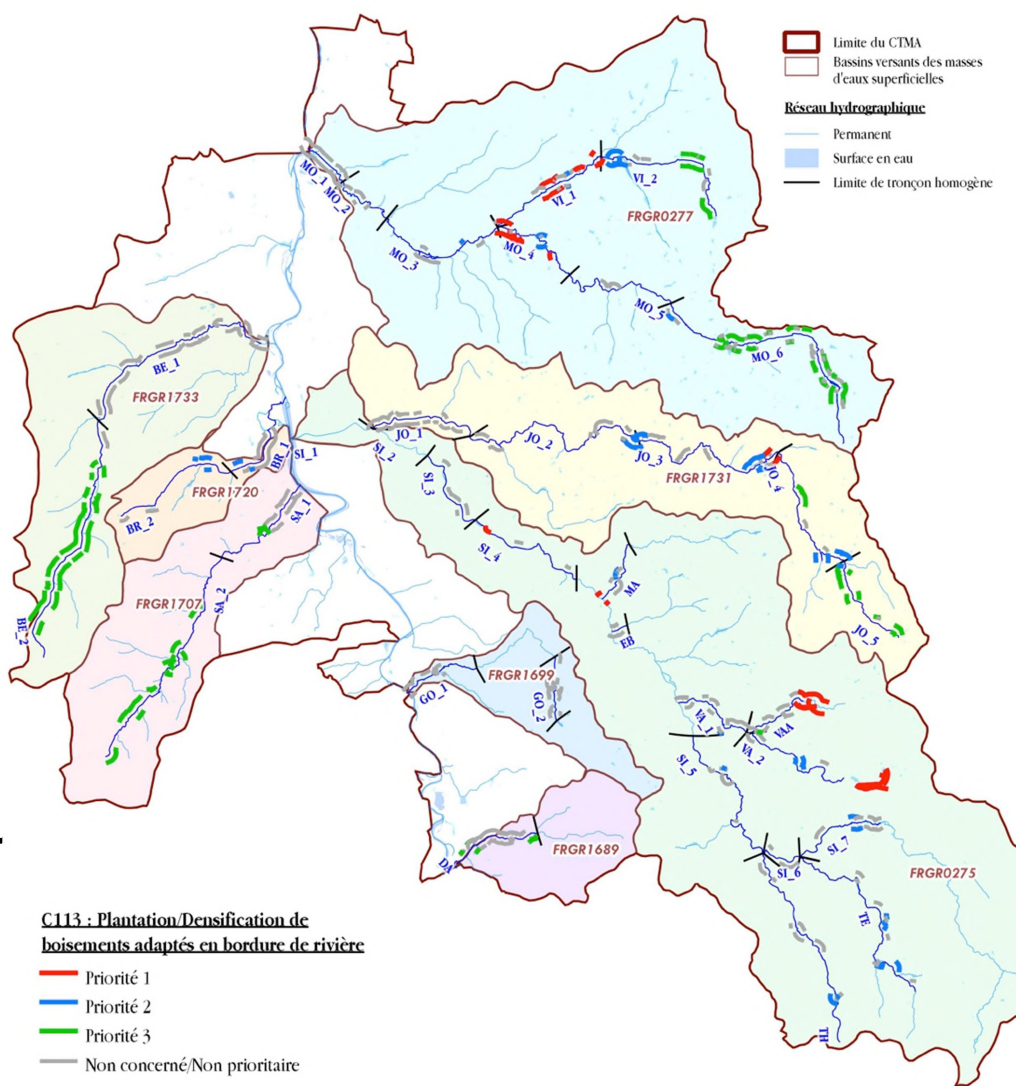 Limite du CTMA
Bassins versants des masses
d'eaux superficielles
Réseau hydrographique
Permanent
Surface en eau
Limite de tronçon homogène
MO_1
MO_2
VI_1
VI_2
FRGR0277
MO_3
MO_4
MO_5
MO_6
BE_1
FRGR1733
JO_1
JO_2
JO_3
FRGR1731
JO_4
BR_1
SI_1
SI_2
SI_3
FRGR1720
BR_2
SA_1
SI_4
FRGR1707
SA_2
MA
BE_2
EB
JO_5
FRGR1699
GO_1
GO_2
VA_1
VA_2
VAA
SI_5
DA
FRGR1689
SI_6
SI_7
FRGR0275
TE
TH
C113 : Plantation/Densification de
boisements adaptés en bordure de rivière
Priorité 1
Priorité 2
Priorité 3
Non concerné/Non prioritaire